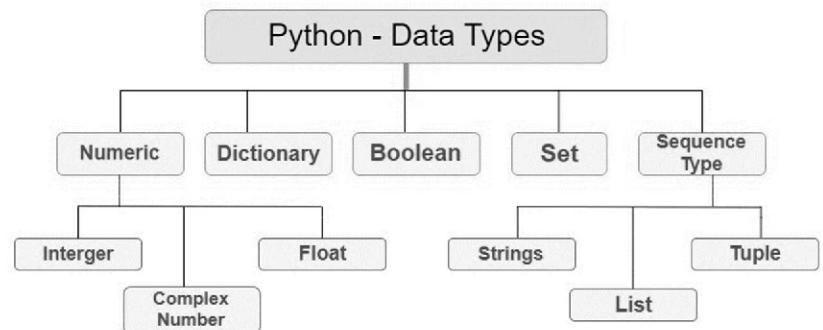 Python - Data Types
Numeric
Dictionary
Boolean
Set
Sequence
Type
Interger
Complex
Number
Float
Strings
List
Tuple